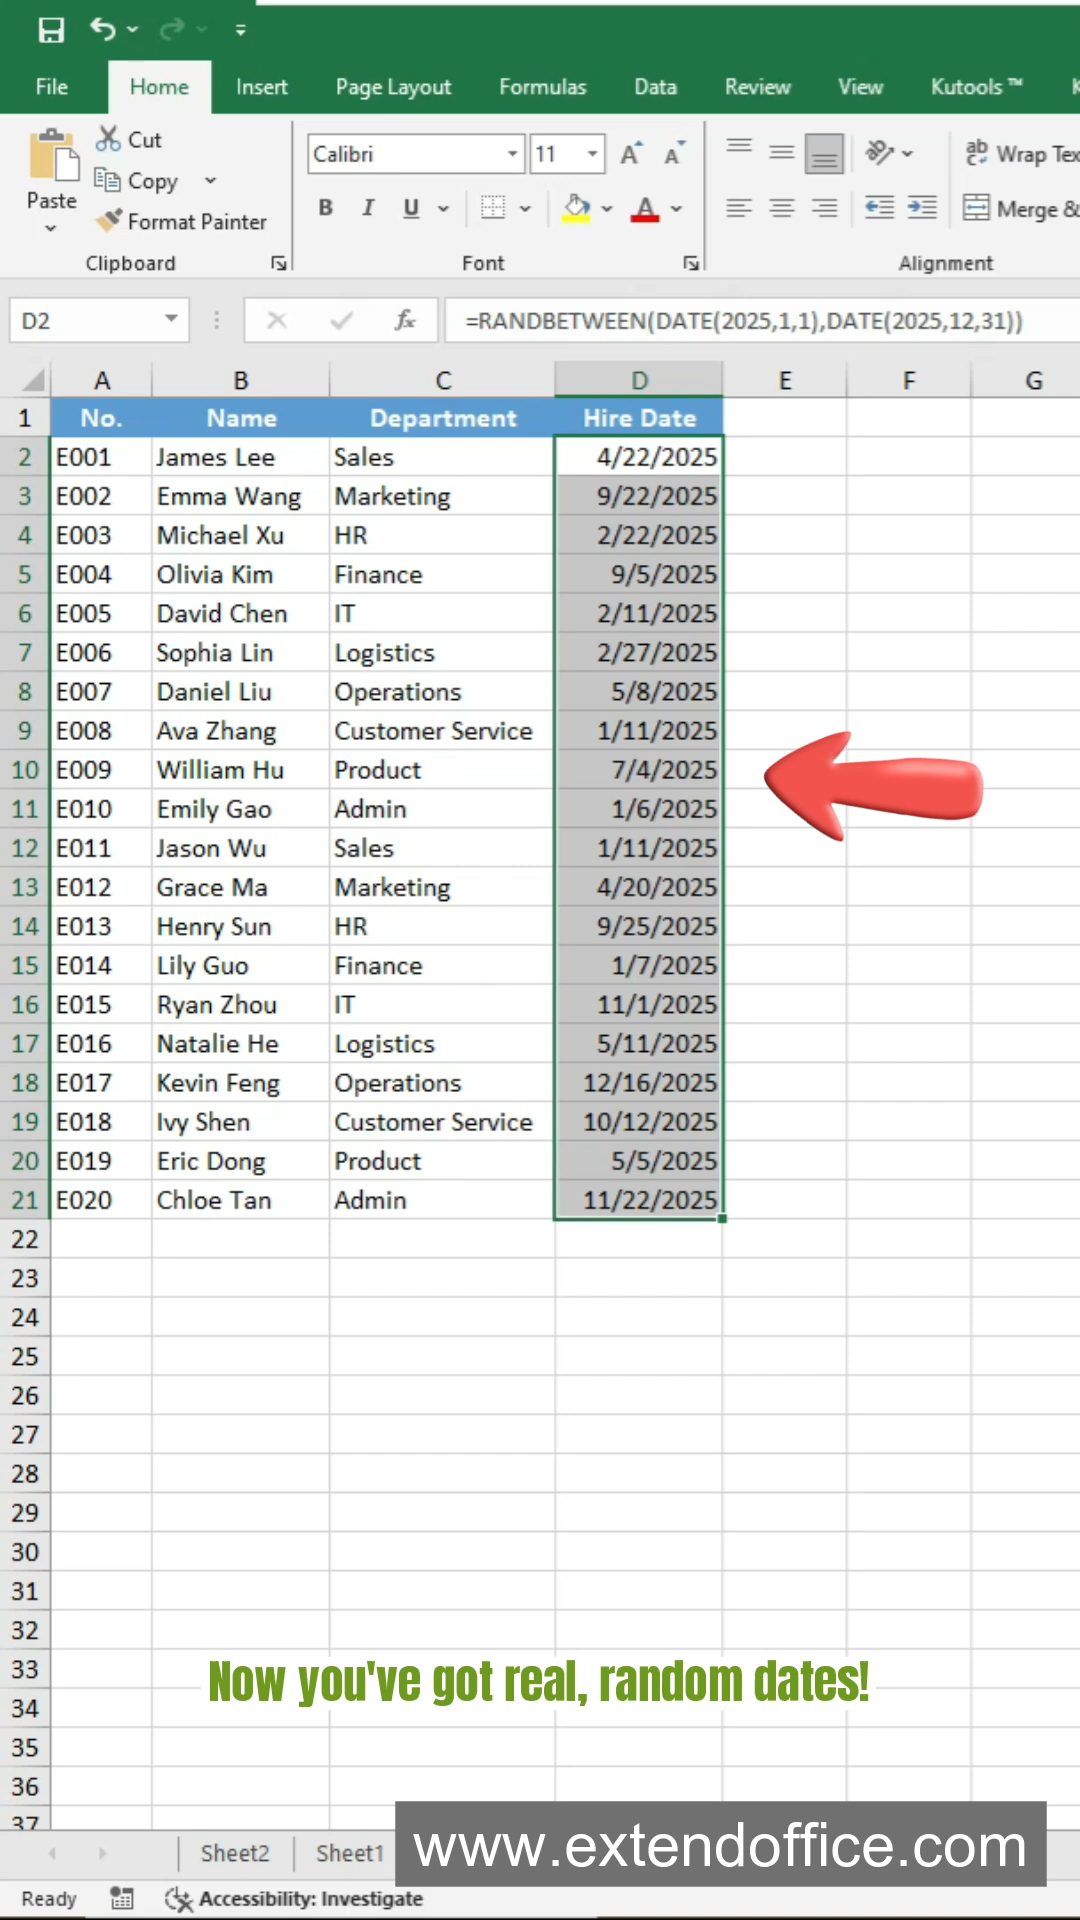 File Home Insert Page Layout Formulas Data Review View Kutools™ K
Cut
Copy
Format Painter
Paste
Clipboard
Calibri 11 A A
B I U A
Font
ab Wrap Tex
Merge &
Alignment
D2 fx =RANDBETWEEN(DATE(2025,1,1),DATE(2025,12,31))
A B C D E F G
1 No. Name Department Hire Date
2 E001 James Lee Sales 4/22/2025
3 E002 Emma Wang Marketing 9/22/2025
4 E003 Michael Xu HR 2/22/2025
5 E004 Olivia Kim Finance 9/5/2025
6 E005 David Chen IT 2/11/2025
7 E006 Sophia Lin Logistics 2/27/2025
8 E007 Daniel Liu Operations 5/8/2025
9 E008 Ava Zhang Customer Service 1/11/2025
10 E009 William Hu Product 7/4/2025
11 E010 Emily Gao Admin 1/6/2025
12 E011 Jason Wu Sales 1/11/2025
13 E012 Grace Ma Marketing 4/20/2025
14 E013 Henry Sun HR 9/25/2025
15 E014 Lily Guo Finance 1/7/2025
16 E015 Ryan Zhou IT 11/1/2025
17 E016 Natalie He Logistics 5/11/2025
18 E017 Kevin Feng Operations 12/16/2025
19 E018 Ivy Shen Customer Service 10/12/2025
20 E019 Eric Dong Product 5/5/2025
21 E020 Chloe Tan Admin 11/22/2025
22
23
24
25
26
27
28
29
30
31
32
33
Now you've got real, random dates!
34
35
36
37
Sheet2 Sheet1
www.extendoffice.com
Ready Accessibility: Investigate